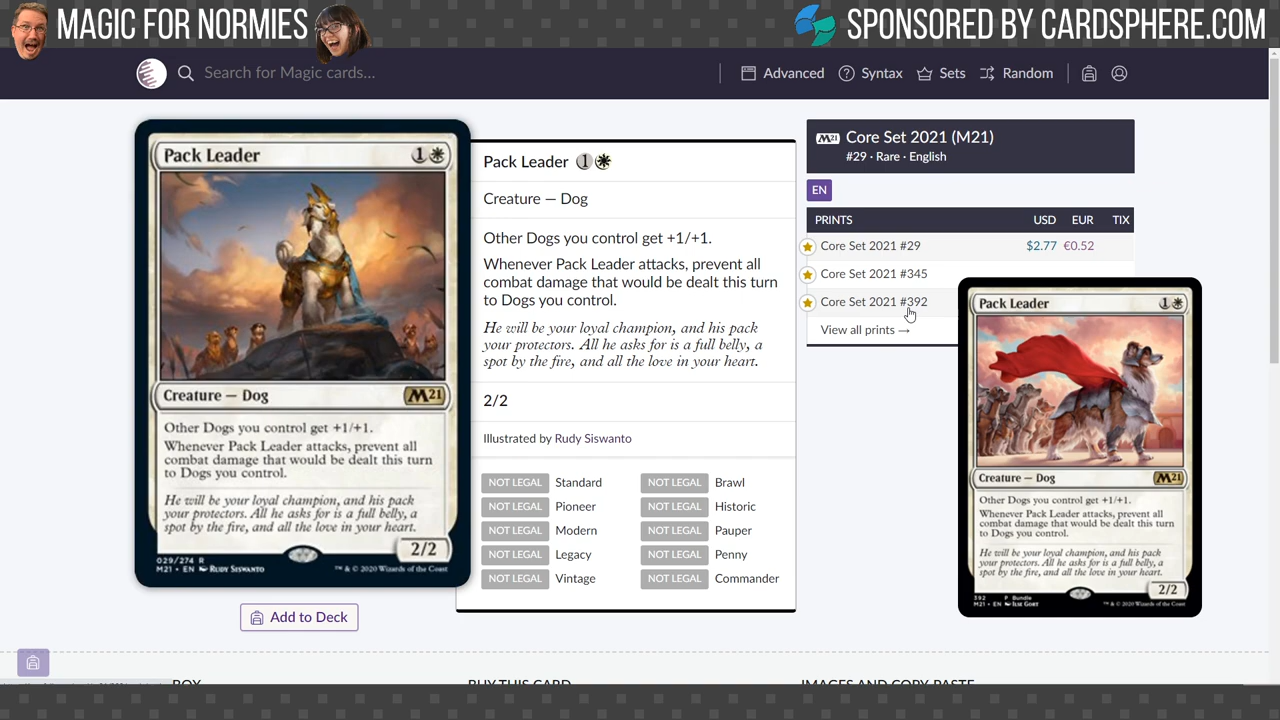 MAGIC FOR NORMIES
SPONSORED BY CARDSPHERE.COM
Search for Magic cards...
Advanced
Syntax
Sets
Random
Pack Leader 1
Creature — Dog
M21
Other Dogs you control get +1/+1.
Whenever Pack Leader attacks, prevent all
combat damage that would be dealt this turn
to Dogs you control.
He will be your loyal champion, and his pack
your protectors. All he asks for is a full belly, a
spot by the fire, and all the love in your heart.
2/2
029/274 R
M21 • EN RUDY SISWANTO
™ & © 2020 Wizards of the Coast
Add to Deck
Pack Leader 1
Creature — Dog
Other Dogs you control get +1/+1.
Whenever Pack Leader attacks, prevent all
combat damage that would be dealt this turn
to Dogs you control.
He will be your loyal champion, and his pack
your protectors. All he asks for is a full belly, a
spot by the fire, and all the love in your heart.
2/2
Illustrated by Rudy Siswanto
NOT LEGAL Standard NOT LEGAL Brawl
NOT LEGAL Pioneer NOT LEGAL Historic
NOT LEGAL Modern NOT LEGAL Pauper
NOT LEGAL Legacy NOT LEGAL Penny
NOT LEGAL Vintage NOT LEGAL Commander
M21 Core Set 2021 (M21)
#29 · Rare · English
EN
PRINTS USD EUR TIX
Core Set 2021 #29 $2.77 €0.52
Core Set 2021 #345
Core Set 2021 #392
View all prints →
Pack Leader 1
Creature — Dog
M21
Other Dogs you control get +1/+1.
Whenever Pack Leader attacks, prevent all
combat damage that would be dealt this turn
to Dogs you control.
He will be your loyal champion, and his pack
your protectors. All he asks for is a full belly, a
spot by the fire, and all the love in your heart.
2/2
392 P Bundle
M21 • EN ILSE GORT
™ & © 2020 Wizards of the Coast
BUY THIS CARD
IMAGES AND COPY-PASTE